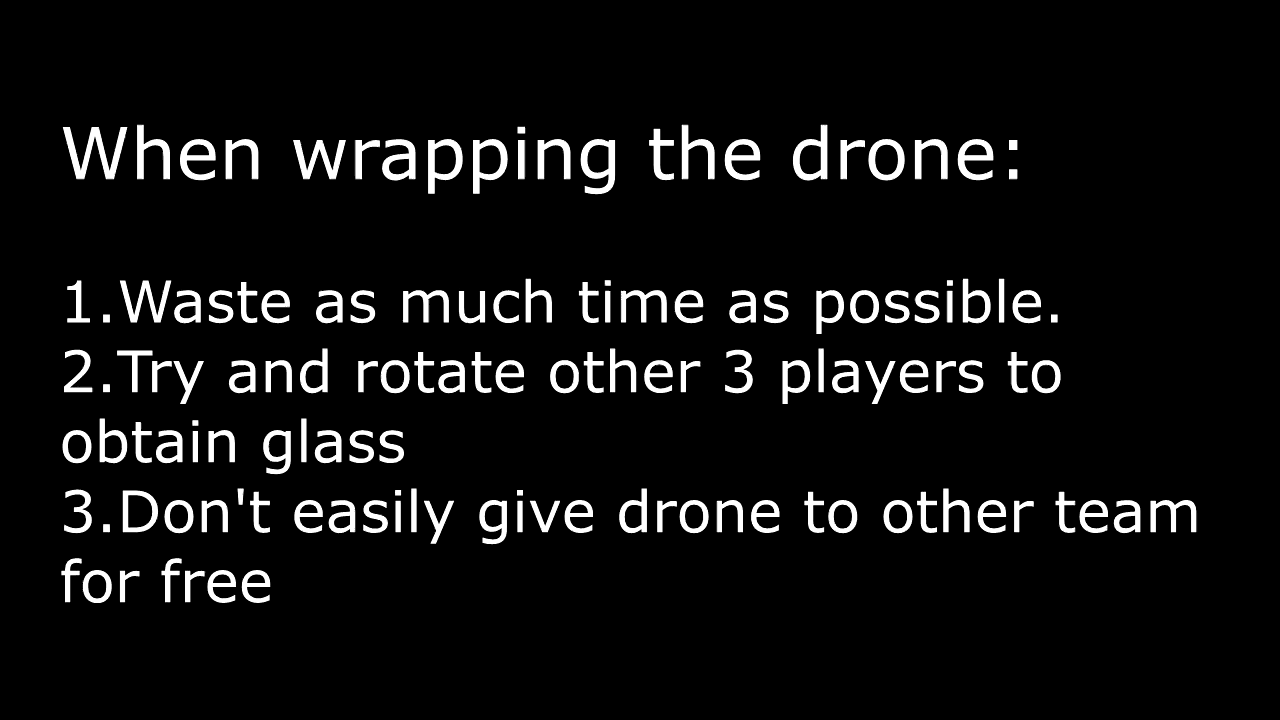 When wrapping the drone:
1.Waste as much time as possible.
2.Try and rotate other 3 players to
obtain glass
3.Don't easily give drone to other team
for free